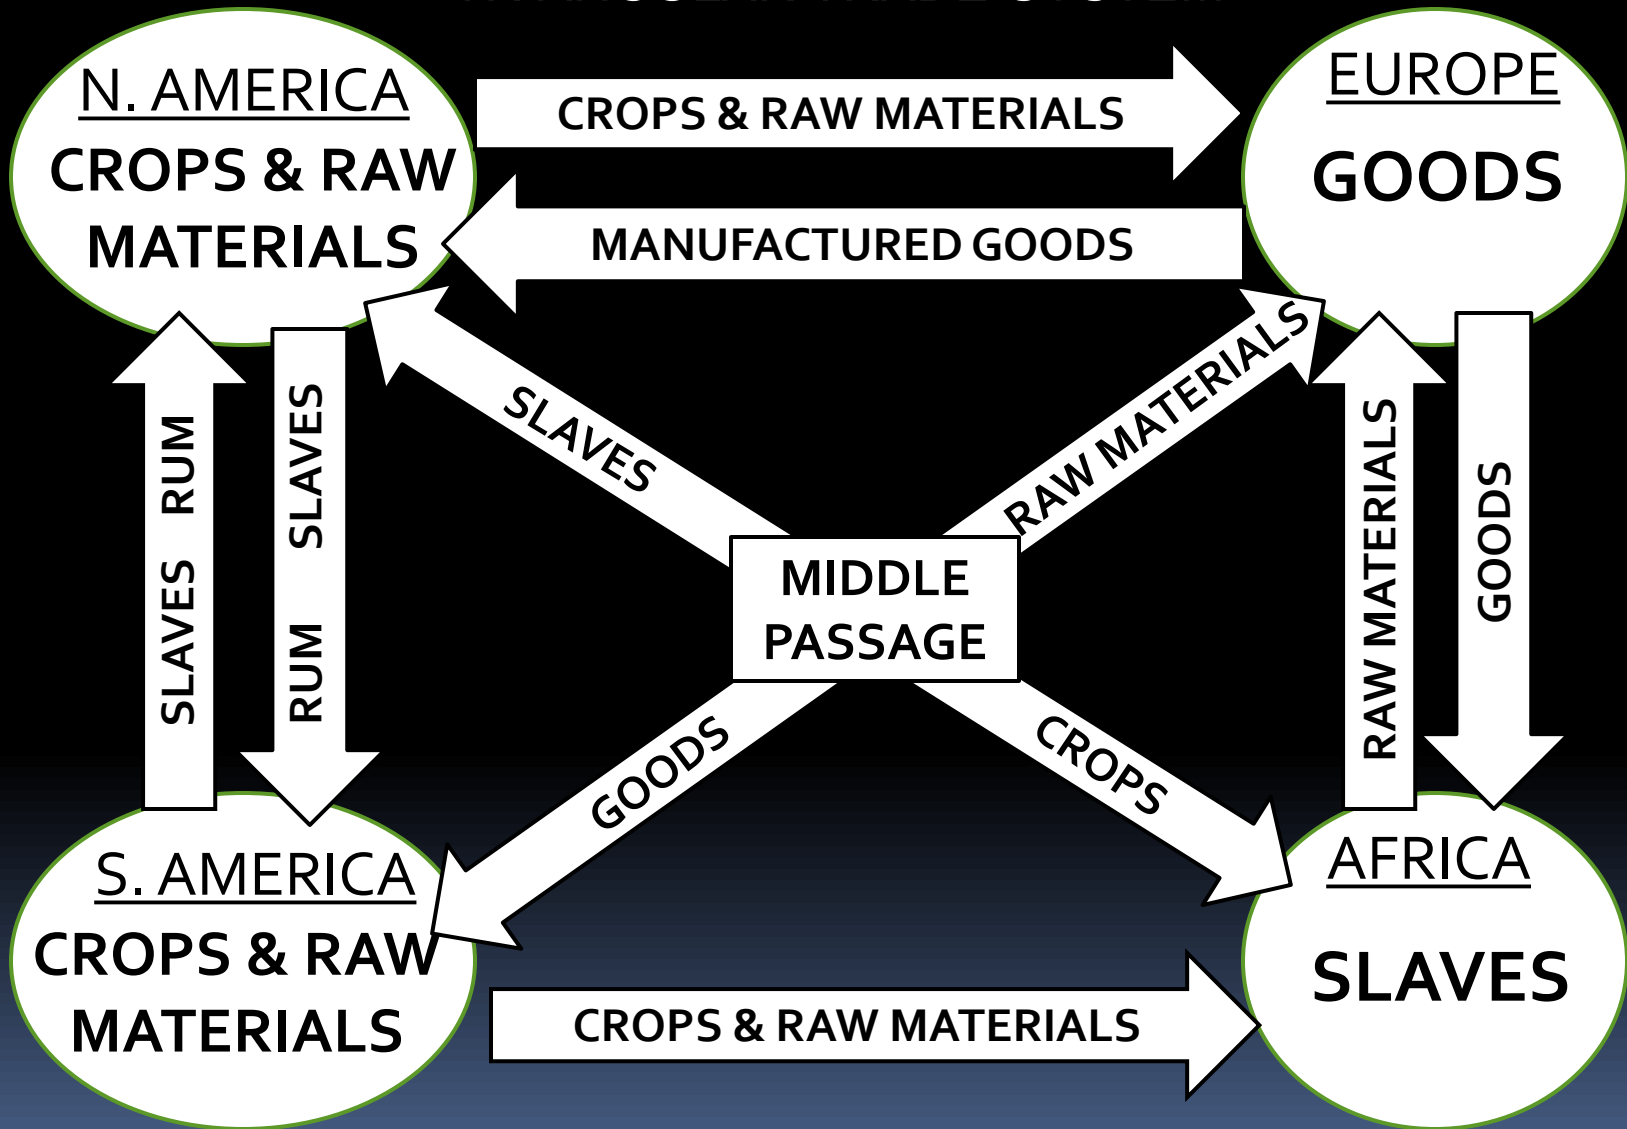 N. AMERICA
CROPS & RAW
MATERIALS
CROPS & RAW MATERIALS
EUROPE
GOODS
MANUFACTURED GOODS
SLAVES RUM
RUM SLAVES
SLAVES
RAW MATERIALS
RAW MATERIALS
GOODS
MIDDLE
PASSAGE
GOODS
CROPS
S. AMERICA
CROPS & RAW
MATERIALS
CROPS & RAW MATERIALS
AFRICA
SLAVES